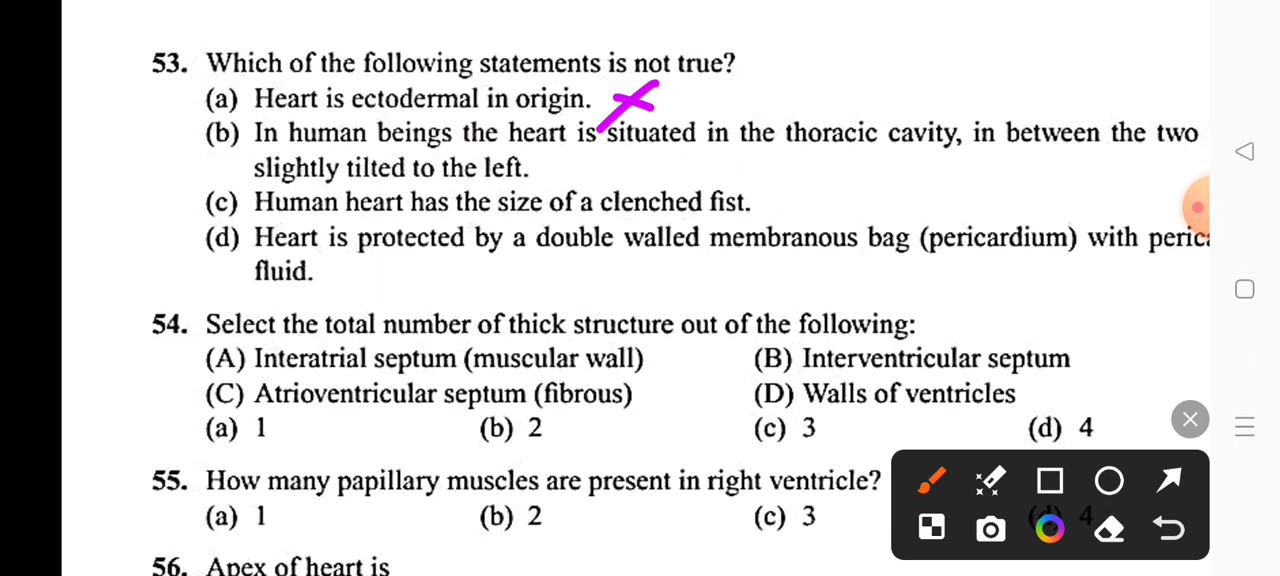 53. Which of the following statements is not true?
(a) Heart is ectodermal in origin.
(b) In human beings the heart is situated in the thoracic cavity, in between the two
slightly tilted to the left.
(c) Human heart has the size of a clenched fist.
(d) Heart is protected by a double walled membranous bag (pericardium) with
fluid.
54. Select the total number of thick structure out of the following:
(A) Interatrial septum (muscular wall) (B) Interventricular septum
(C) Atrioventricular septum (fibrous) (D) Walls of ventricles
(a) 1 (b) 2 (c) 3 (d) 4
55. How many papillary muscles are present in right ventricle?
(a) 1 (b) 2 (c) 3 (d) 4
56. Apex of heart is